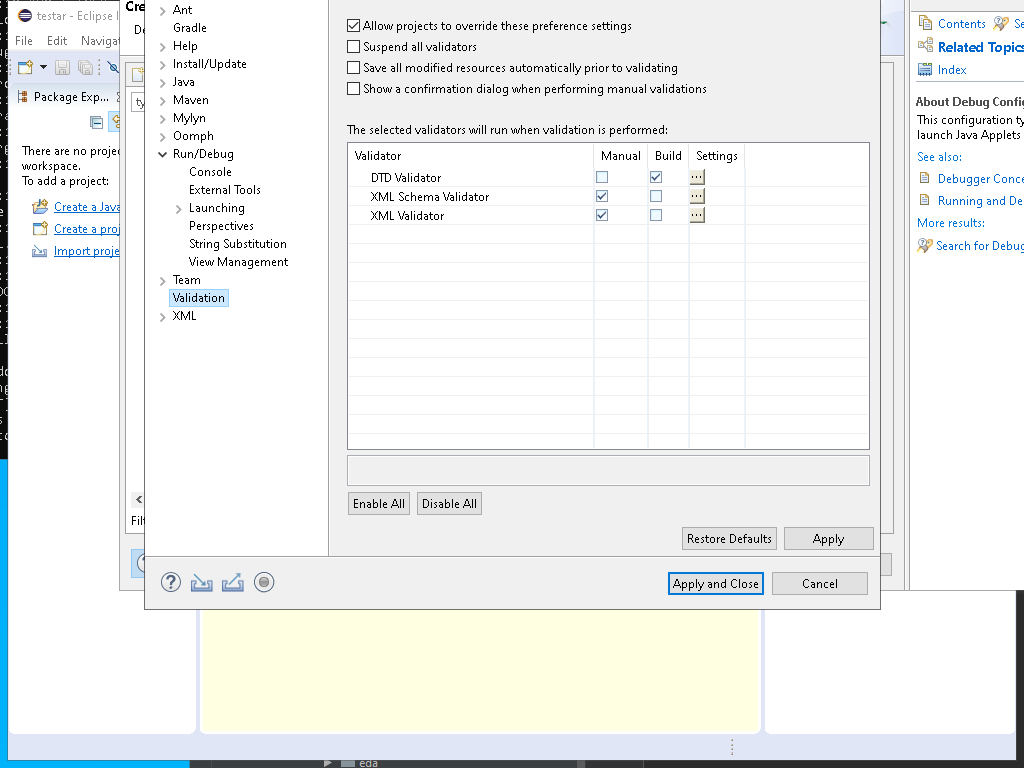 testar - Eclipse I
File Edit Navigat
Package Exp...
There are no proje
workspace.
To add a project:
Create a Java
Create a proj
Import proje
Cre
De
ty
Filt
Ant
Gradle
Help
Install/Update
Java
Maven
Mylyn
Oomph
Run/Debug
Console
External Tools
Launching
Perspectives
String Substitution
View Management
Team
Validation
XML
Allow projects to override these preference settings
Suspend all validators
Save all modified resources automatically prior to validating
Show a confirmation dialog when performing manual validations
The selected validators will run when validation is performed:
Validator Manual Build Settings
DTD Validator
XML Schema Validator
XML Validator
Enable All Disable All
Restore Defaults Apply
Apply and Close Cancel
Contents Se
Related Topics
Index
About Debug Config
This configuration ty
launch Java Applets
See also:
Debugger Conce
Running and De
More results:
Search for Debug
eda